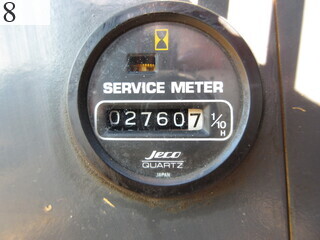 8
SERVICE METER
027607 1/10
H
Jeco
QUARTZ
JAPAN